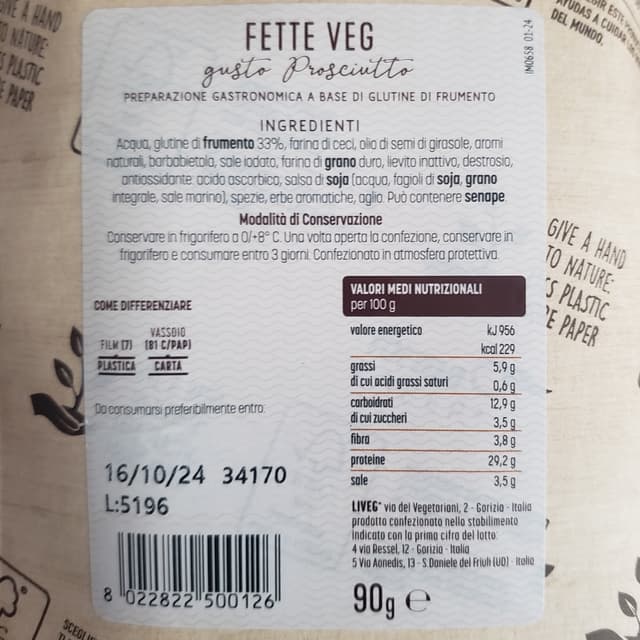 FETTE VEG
gusto Prosciutto
PREPARAZIONE GASTRONOMICA A BASE DI GLUTINE DI FRUMENTO
INGREDIENTI
Acqua, glutine di frumento 33%, farina di ceci, olio di semi di girasole, aromi
naturali, barbabietola, sale iodato, farina di grano duro, lievito inattivo, destrosio,
antiossidante: acido ascorbico, salsa di soja (acqua, fagioli di soja, grano
integrale, sale marino), spezie, erbe aromatiche, aglio. Può contenere senape.
Modalità di Conservazione
Conservare in frigorifero a 0/+8° C. Una volta aperta la confezione, conservare in
frigorifero e consumare entro 3 giorni. Confezionato in atmosfera protettiva.
COME DIFFERENZIARE
FILM (7)
PLASTICA
VASSOIO
(81 C/PAP)
CARTA
Da consumarsi preferibilmente entro:
16/10/24 34170
L:5196
8 022822 500126
VALORI MEDI NUTRIZIONALI
per 100 g
valore energetico kJ 956
kcal 229
grassi 5,9 g
di cui acidi grassi saturi 0,6 g
carboidrati 12,9 g
di cui zuccheri 3,5 g
fibra 3,8 g
proteine 29,2 g
sale 3,5 g
LIVEG® via dei Vegetariani, 2 - Gorizia - Italia
prodotto confezionato nello stabilimento
indicato con la prima cifra del lotto:
4 via Ressel, 12 - Gorizia - Italia
5 Via Aonedis, 13 - S.Daniele del Friuli (UD) - Italia
90g e
IM0658 01-24
GIVE A HAND
TO NATURE:
PLASTIC
PAPER
A HAND
NATURE:
PLASTIC
PAPER
AYUDAS A CUIDAR
DEL MUNDO.